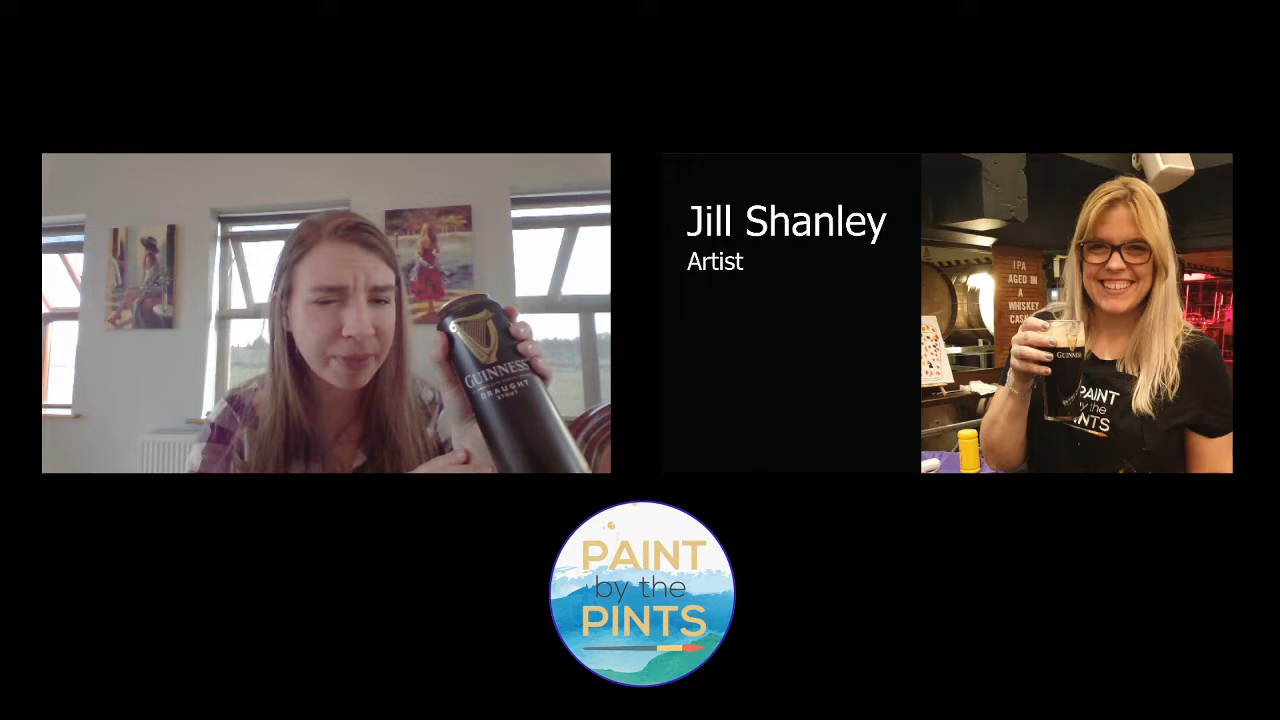 GUINNESS
DRAUGHT
STOUT
Jill Shanley
Artist
IPA
AGED IN
A
WHISKEY
CASK
GUINNESS
PAINT
by the
PINTS
PAINT
by the
PINTS